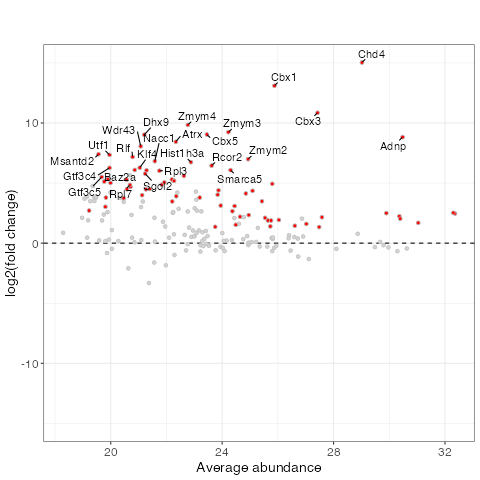 Chd4
Cbx1
Cbx3
Zmym4
Dhx9
Zmym3
Wdr43
Nacc1
Atrx
Cbx5
Adnp
Utf1
Rlf
Klf4
Hist1h3a
Rcor2
Zmym2
Msantd2
Gtf3c4
Baz2a
Rpl3
Smarca5
Sgol2
Gtf3c5
Rpl7
10
0
-10
log2(fold change)
20
24
28
32
Average abundance